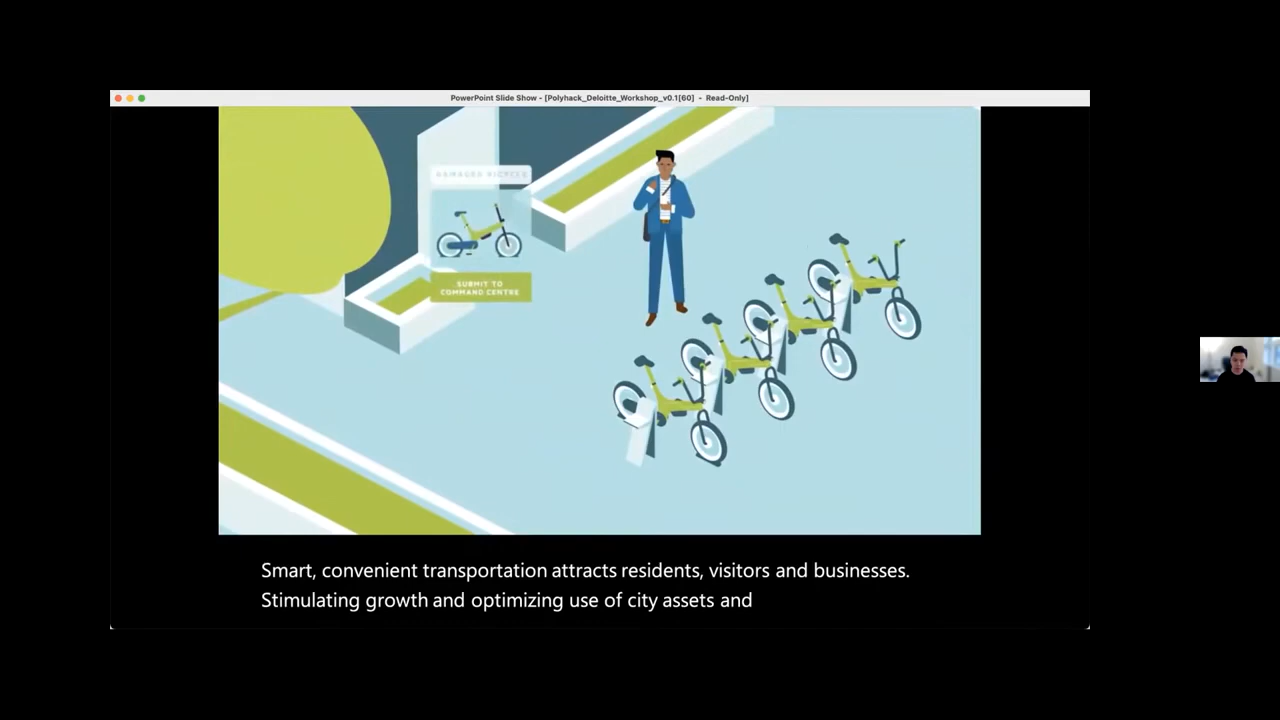 PowerPoint Slide Show - [Polyhack_Deloitte_Workshop_v0.1[60] - Read-Only]
DAMAGED BICYCLE
SUBMIT TO
COMMAND CENTRE
Smart, convenient transportation attracts residents, visitors and businesses.
Stimulating growth and optimizing use of city assets and